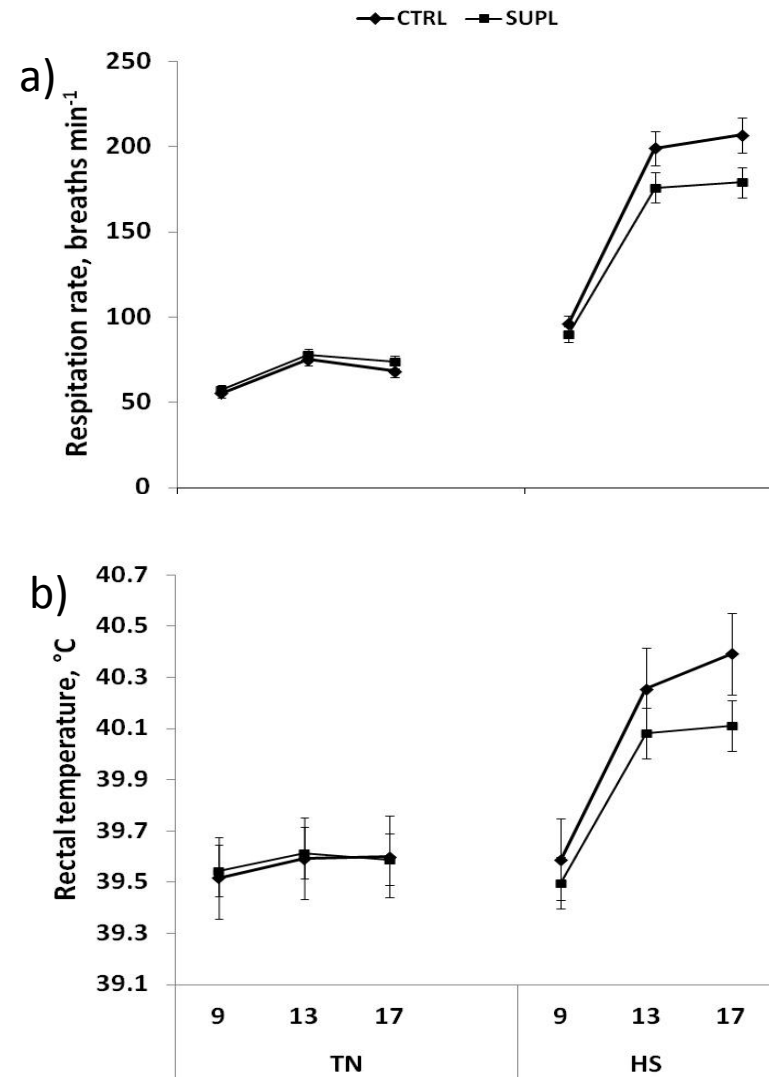 CTRL SUPL
a)
Respitation rate, breaths min-1
250
200
150
100
50
0
b)
Rectal temperature, °C
40.7
40.5
40.3
40.1
39.9
39.7
39.5
39.3
39.1
9 13 17 9 13 17
TN HS